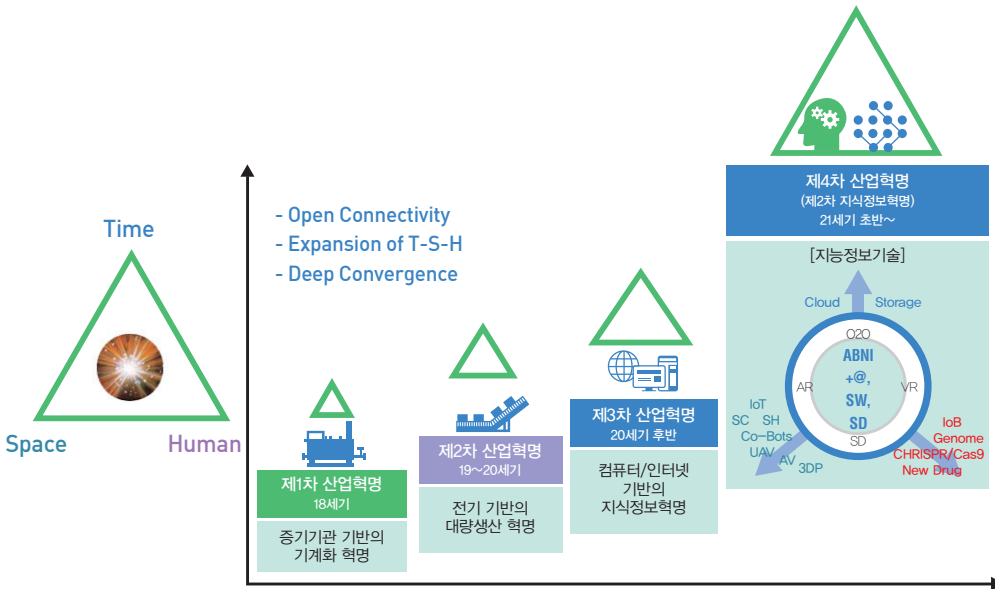 Time
Space
Human
- Open Connectivity
- Expansion of T-S-H
- Deep Convergence
제1차 산업혁명
18세기
증기기관 기반의
기계화 혁명
제2차 산업혁명
19~20세기
전기 기반의
대량생산 혁명
제3차 산업혁명
20세기 후반
컴퓨터/인터넷
기반의
지식정보혁명
제4차 산업혁명
(제2차 지식정보혁명)
21세기 초반~
[지능정보기술]
Cloud
Storage
O2O
AR
VR
SD
ABNI
+@,
SW,
SD
IoT
SC SH
Co-Bots
UAV
AV
3DP
IoB
Genome
CHRISPR/Cas9
New Drug